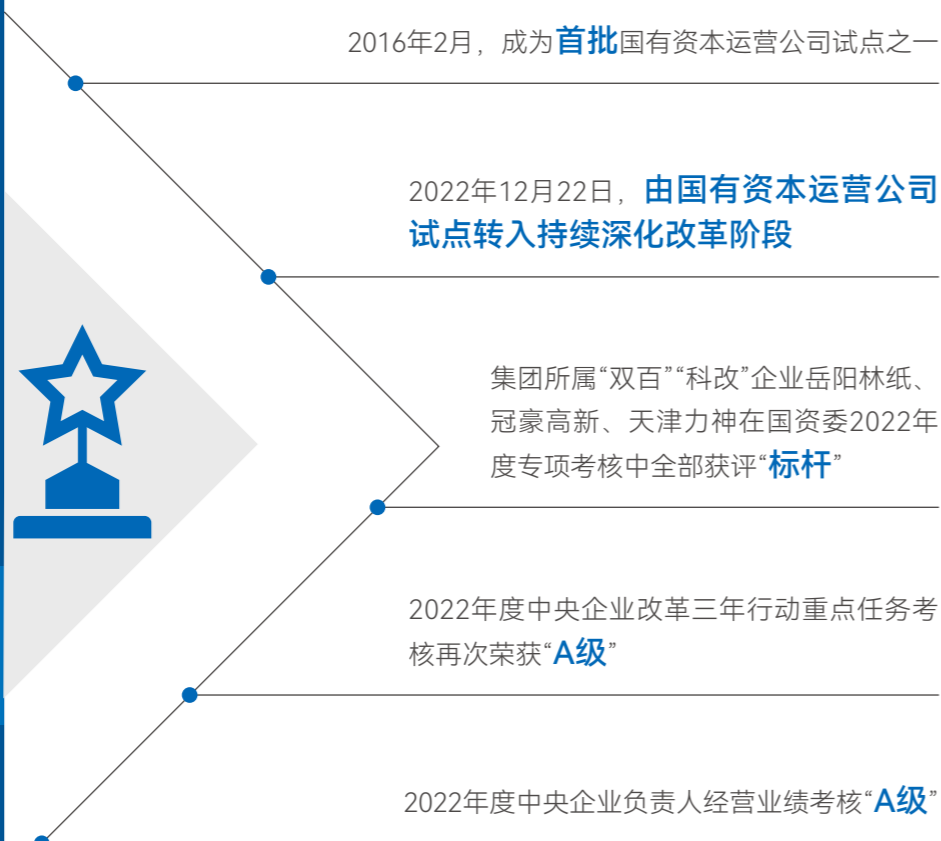 2016年2月，成为首批国有资本运营公司试点之一
2022年12月22日，由国有资本运营公司
试点转入持续深化改革阶段
集团所属“双百”“科改”企业岳阳林纸、
冠豪高新、天津力神在国资委2022年
度专项考核中全部获评“标杆”
2022年度中央企业改革三年行动重点任务考
核再次荣获“A级”
2022年度中央企业负责人经营业绩考核“A级”